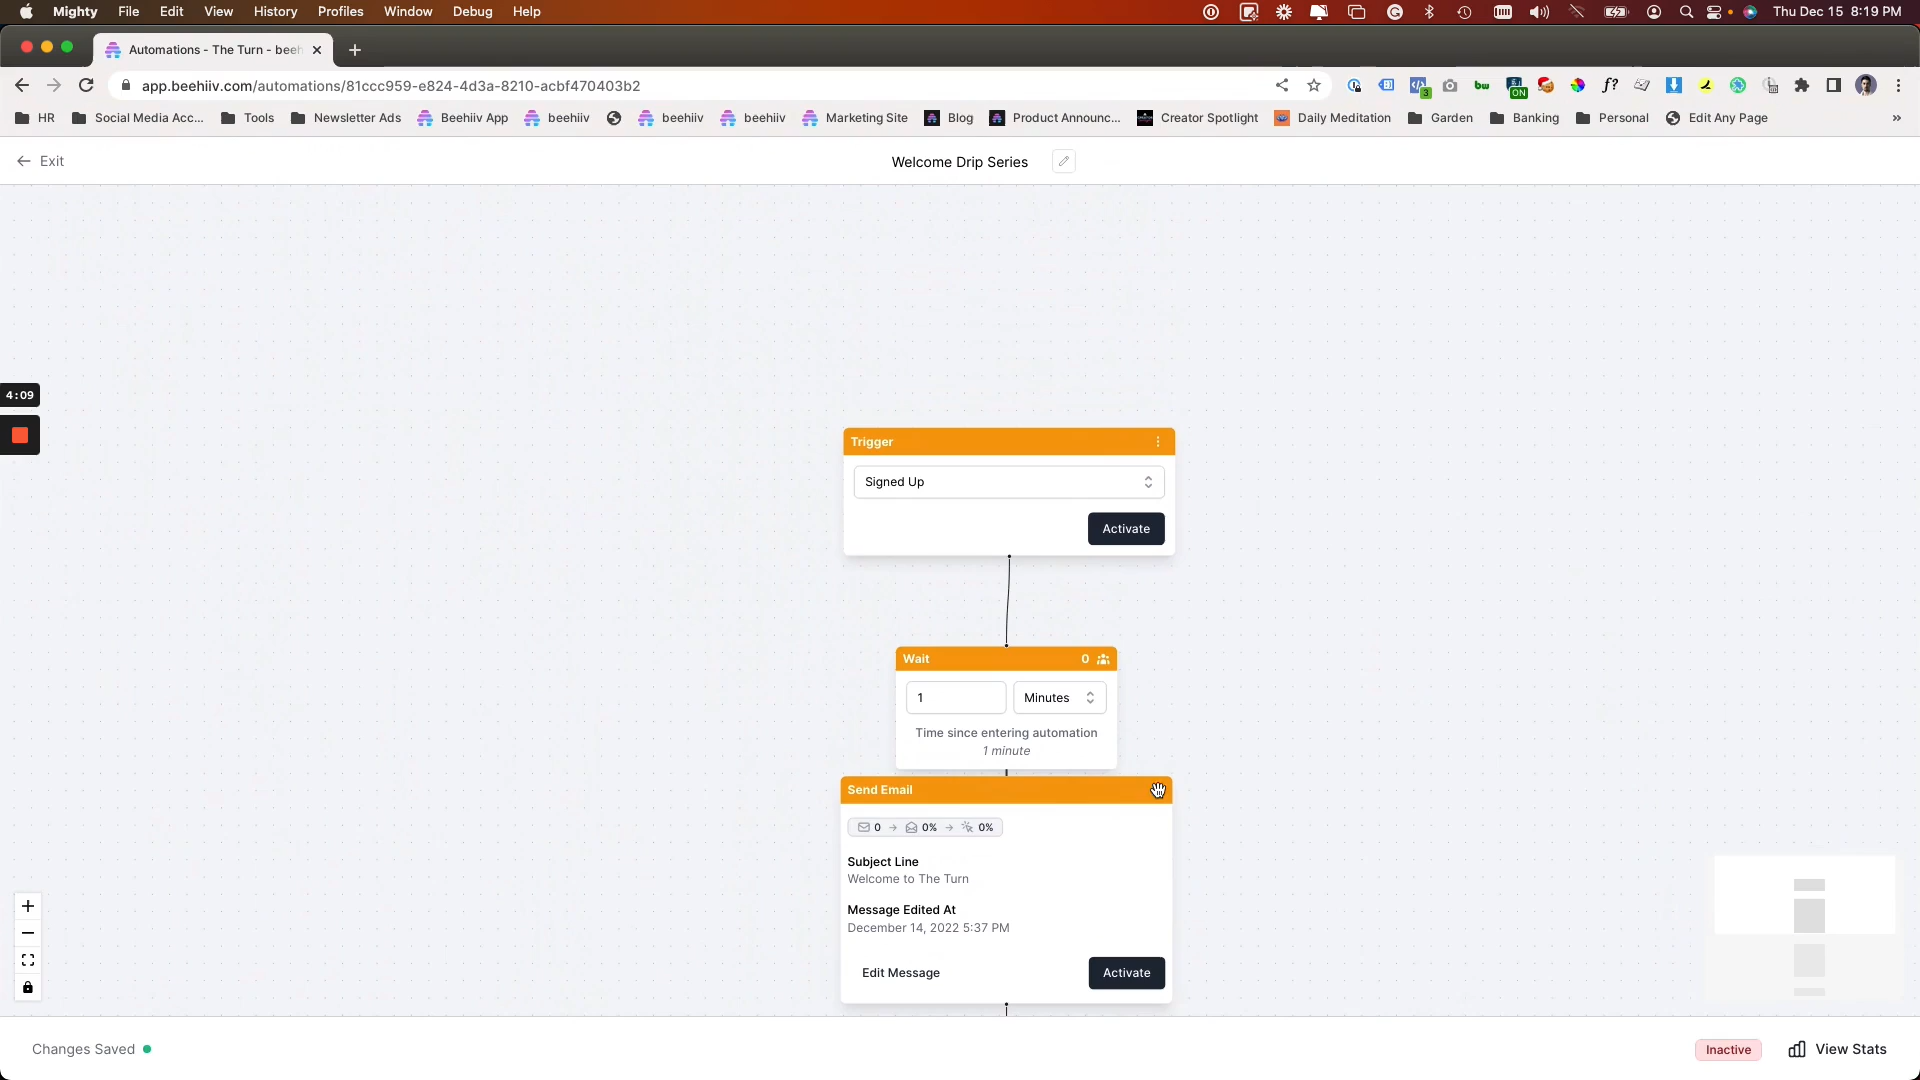 Mighty File Edit View History Profiles Window Debug Help Thu Dec 15 8:19 PM
Automations - The Turn - beeh
app.beehiiv.com/automations/81ccc959-e824-4d3a-8210-acbf470403b2 3 bw ON f?
HR Social Media Acc... Tools Newsletter Ads Beehiiv App beehiiv beehiiv beehiiv Marketing Site Blog Product Announc... Creator Spotlight Daily Meditation Garden Banking Personal Edit Any Page »
Exit Welcome Drip Series
4:09
Trigger
Signed Up
Activate
Wait 0
1 Minutes
Time since entering automation
1 minute
Send Email
0 0% 0%
Subject Line
Welcome to The Turn
Message Edited At
December 14, 2022 5:37 PM
Edit Message Activate
Changes Saved Inactive View Stats